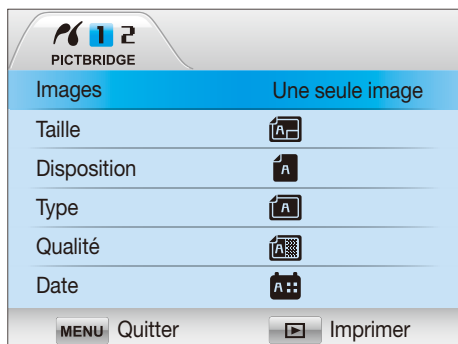 1 2
PICTBRIDGE
Images Une seule image
Taille A
Disposition A
Type A
Qualité A
Date A
MENU Quitter Imprimer